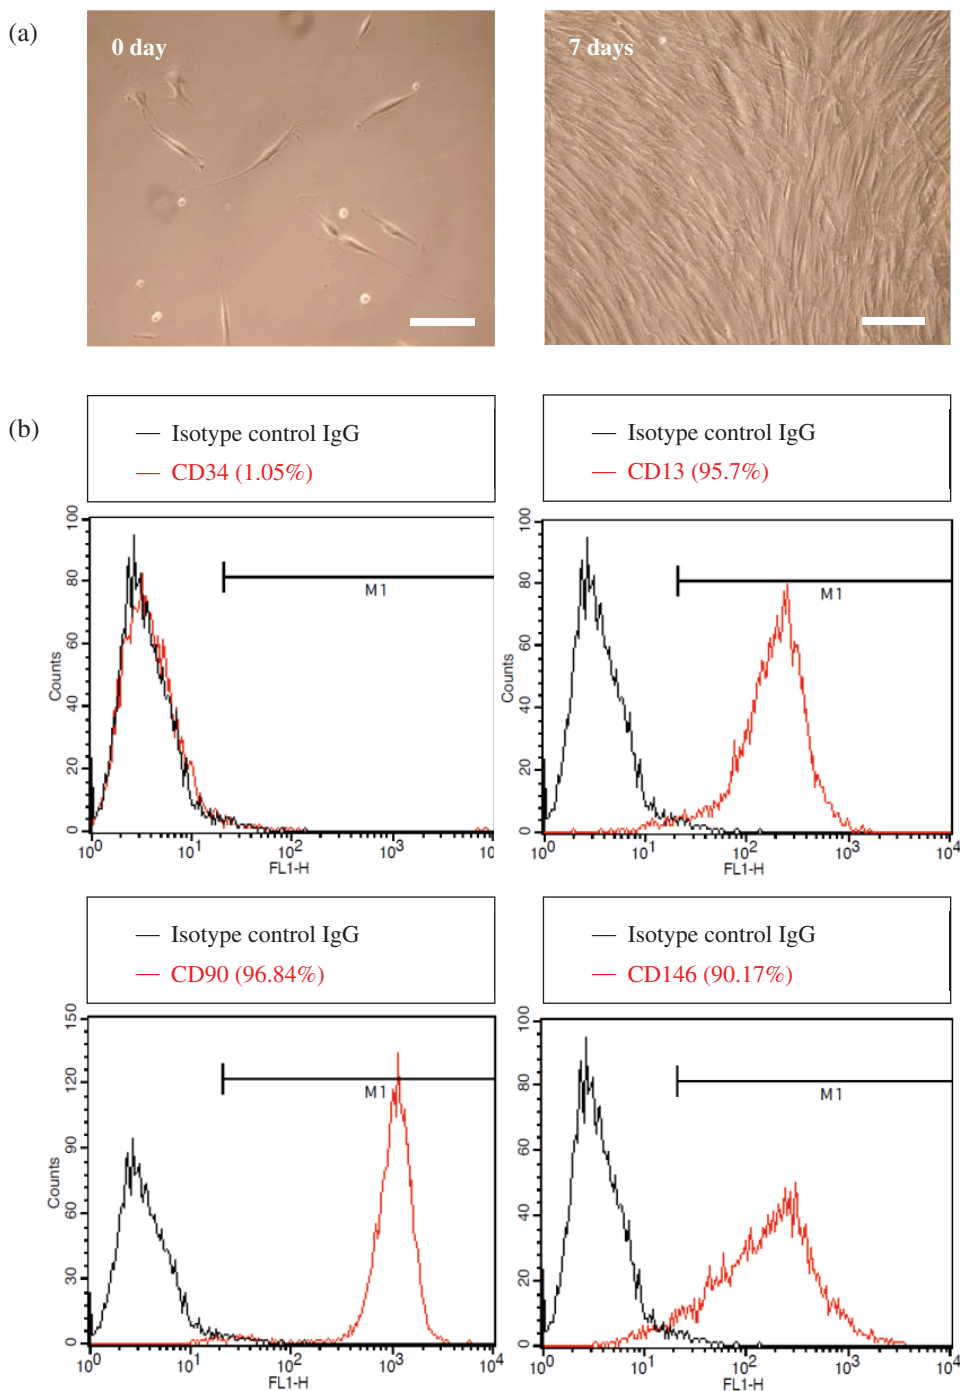 (a)
0 day
7 days
(b)
Isotype control IgG
CD34 (1.05%)
Isotype control IgG
CD13 (95.7%)
100
80
60
40
20
0
Counts
M1
10^0 10^1 10^2 10^3 10
FL1-H
100
80
60
40
20
0
Counts
M1
10^0 10^1 10^2 10^3 10^4
FL1-H
Isotype control IgG
CD90 (96.84%)
Isotype control IgG
CD146 (90.17%)
150
120
90
60
30
0
Counts
M1
10^0 10^1 10^2 10^3 10^4
FL1-H
100
80
60
40
20
0
Counts
M1
10^0 10^1 10^2 10^3 10^4
FL1-H